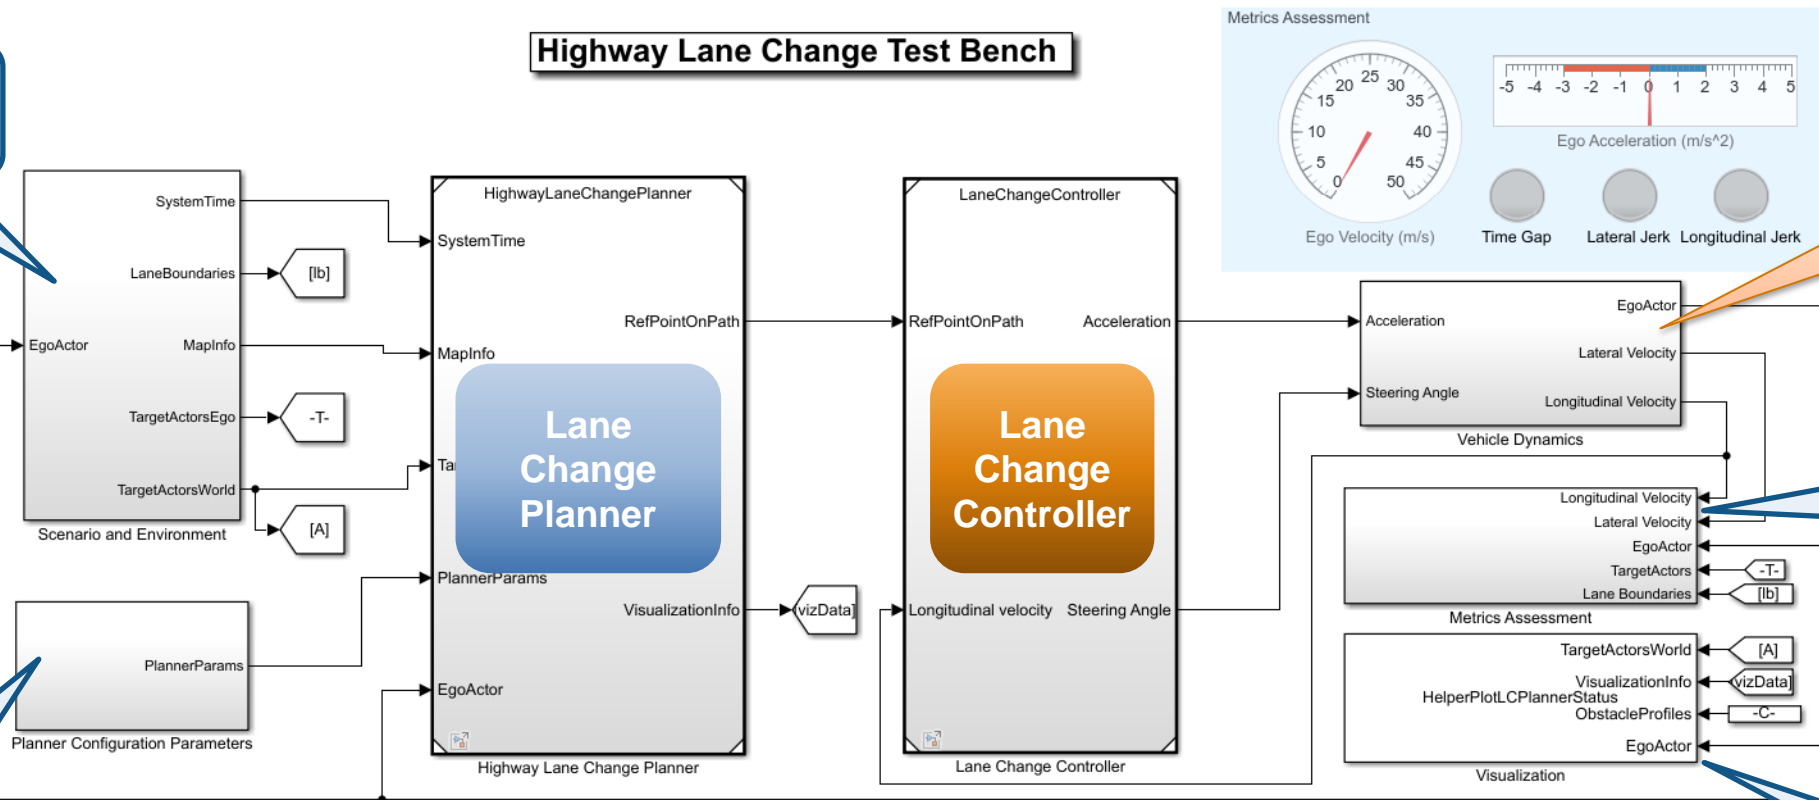 Highway Lane Change Test Bench
Metrics Assessment
0
5
10
15
20
25
30
35
40
45
50
Ego Velocity (m/s)
-5 -4 -3 -2 -1 0 1 2 3 4 5
Ego Acceleration (m/s^2)
Time Gap
Lateral Jerk
Longitudinal Jerk
SystemTime
LaneBoundaries
[lb]
EgoActor
MapInfo
TargetActorsEgo
-T-
TargetActorsWorld
[A]
Scenario and Environment
PlannerParams
Planner Configuration Parameters
HighwayLaneChangePlanner
SystemTime
RefPointOnPath
MapInfo
Lane
Change
Planner
Ta
PlannerParams
VisualizationInfo
[vizData]
EgoActor
Highway Lane Change Planner
LaneChangeController
RefPointOnPath
Acceleration
Lane
Change
Controller
Longitudinal velocity
Steering Angle
Lane Change Controller
EgoActor
Acceleration
Lateral Velocity
Steering Angle
Longitudinal Velocity
Vehicle Dynamics
Longitudinal Velocity
Lateral Velocity
EgoActor
TargetActors
-T-
Lane Boundaries
[lb]
Metrics Assessment
TargetActorsWorld
[A]
VisualizationInfo
[vizData]
HelperPlotLCPlannerStatus
ObstacleProfiles
-C-
EgoActor
Visualization